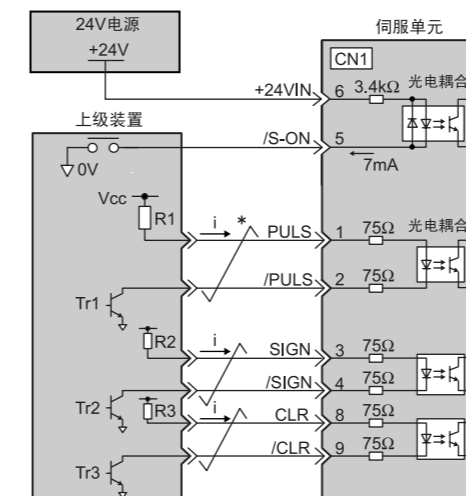 24V电源
+24V
伺服单元
CN1
+24VIN 6 3.4kΩ 光电耦合
上级装置
/S-ON 5
0V
7mA
Vcc
R1 i * PULS 1 75Ω 光电耦合
/PULS 2 75Ω
Tr1
R2 i SIGN 3 75Ω
/SIGN 4 75Ω
Tr2 R3 i CLR 8 75Ω
/CLR 9 75Ω
Tr3